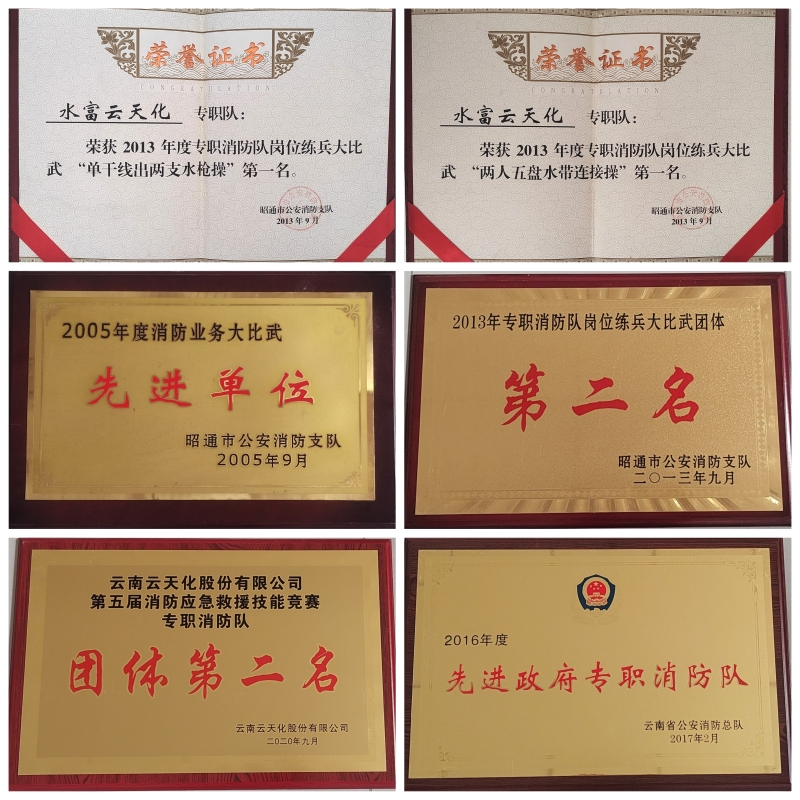 荣誉证书
CONGRATULATION
水富云天化 专职队：
荣获 2013 年度专职消防队岗位练兵大比
武 “单干线出两支水枪操”第一名。
昭通市公安消防支队
2013 年 9 月
荣誉证书
CONGRATULATION
水富云天化 专职队：
荣获 2013 年度专职消防队岗位练兵大比
武 “两人五盘水带连接操”第一名。
昭通市公安消防支队
2013 年 9 月
2005年度消防业务大比武
先进单位
昭通市公安消防支队
2005年9月
2013年专职消防队岗位练兵大比武团体
第二名
昭通市公安消防支队
二〇一三年九月
云南云天化股份有限公司
第五届消防应急救援技能竞赛
专职消防队
团体第二名
云南云天化股份有限公司
二〇二〇年九月
2016年度
先进政府专职消防队
云南省公安消防总队
2017年2月